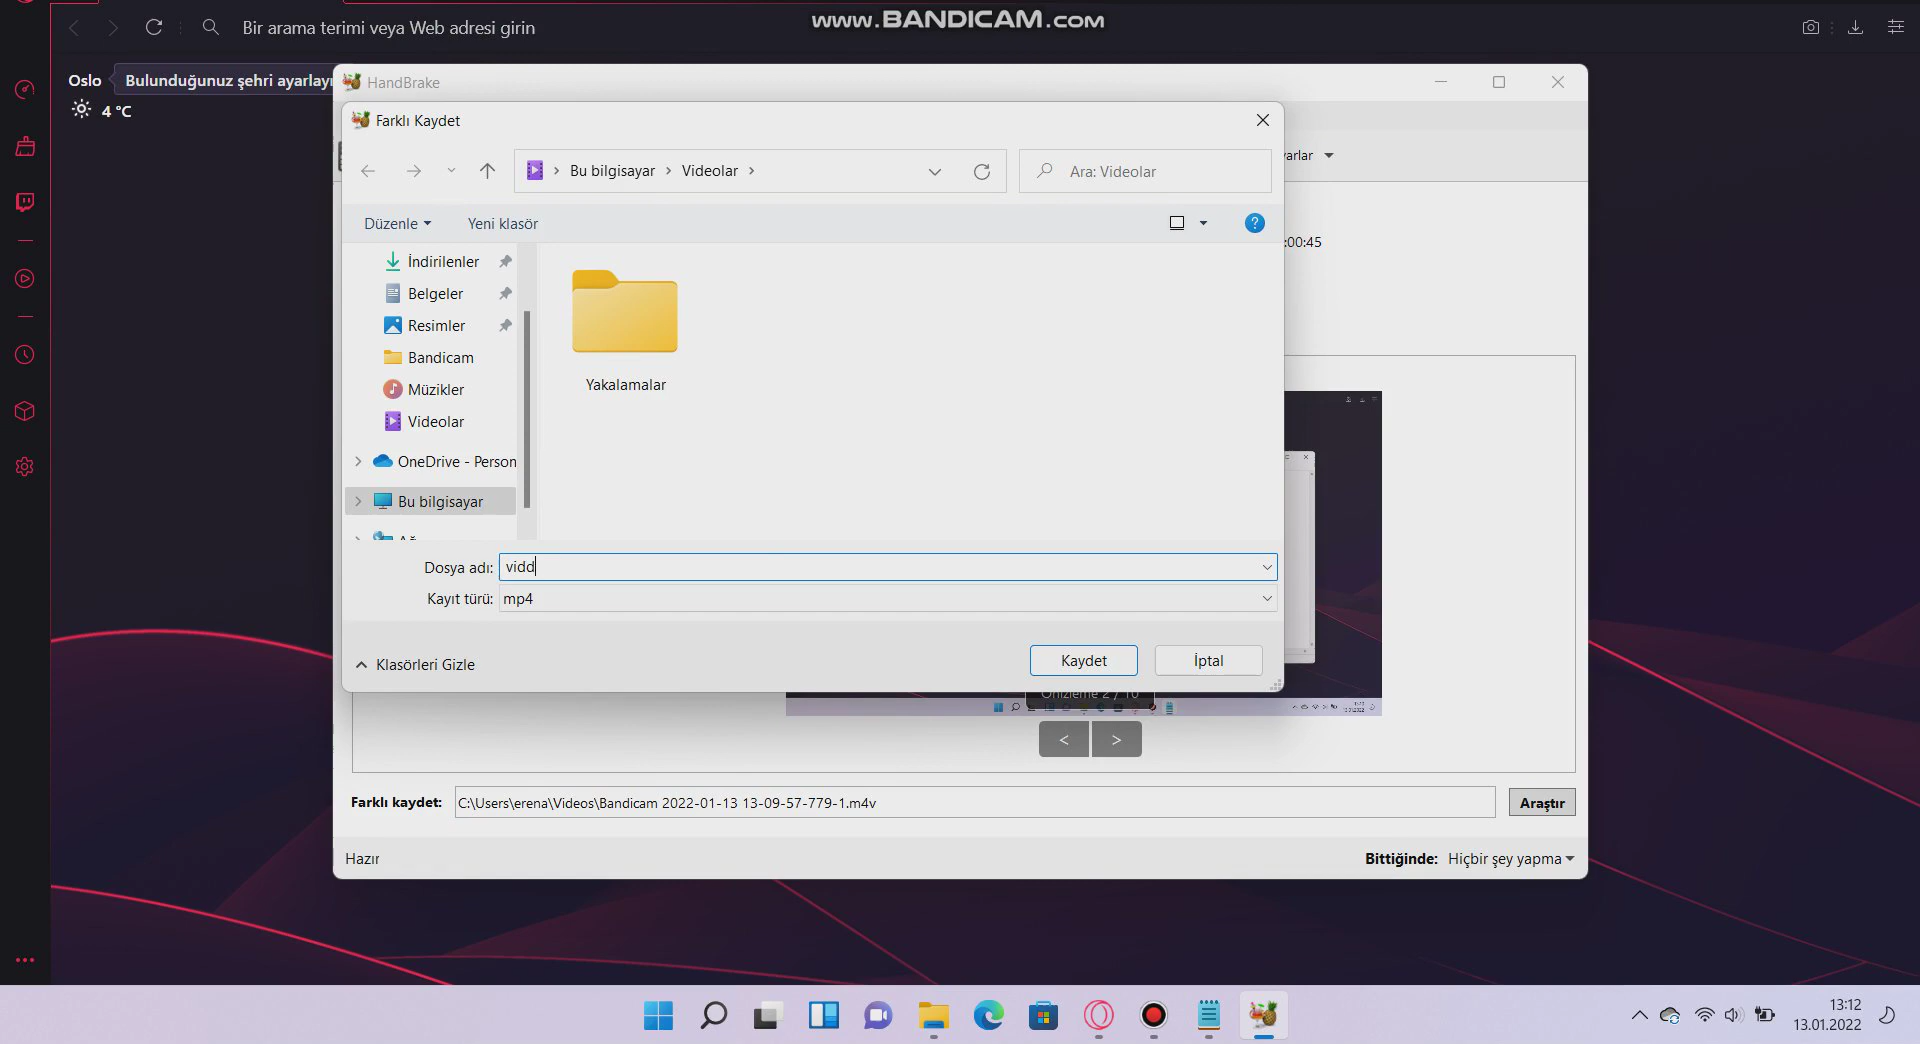 Bir arama terimi veya Web adresi girin
www.BANDICAM.com
Oslo
Bulunduğunuz şehri ayarlayı
4 °C
HandBrake
Farklı Kaydet
Bu bilgisayar > Videolar >
Ara: Videolar
arlar
Düzenle
Yeni klasör
:00:45
İndirilenler
Belgeler
Resimler
Bandicam
Müzikler
Videolar
OneDrive - Person
Bu bilgisayar
Ağ
Yakalamalar
Dosya adı: vidd
Kayıt türü: mp4
Klasörleri Gizle
Kaydet
İptal
Önizleme 2 / 10
< >
Farklı kaydet: C:\Users\erena\Videos\Bandicam 2022-01-13 13-09-57-779-1.m4v
Araştır
Hazır
Bittiğinde: Hiçbir şey yapma
13:12
13.01.2022